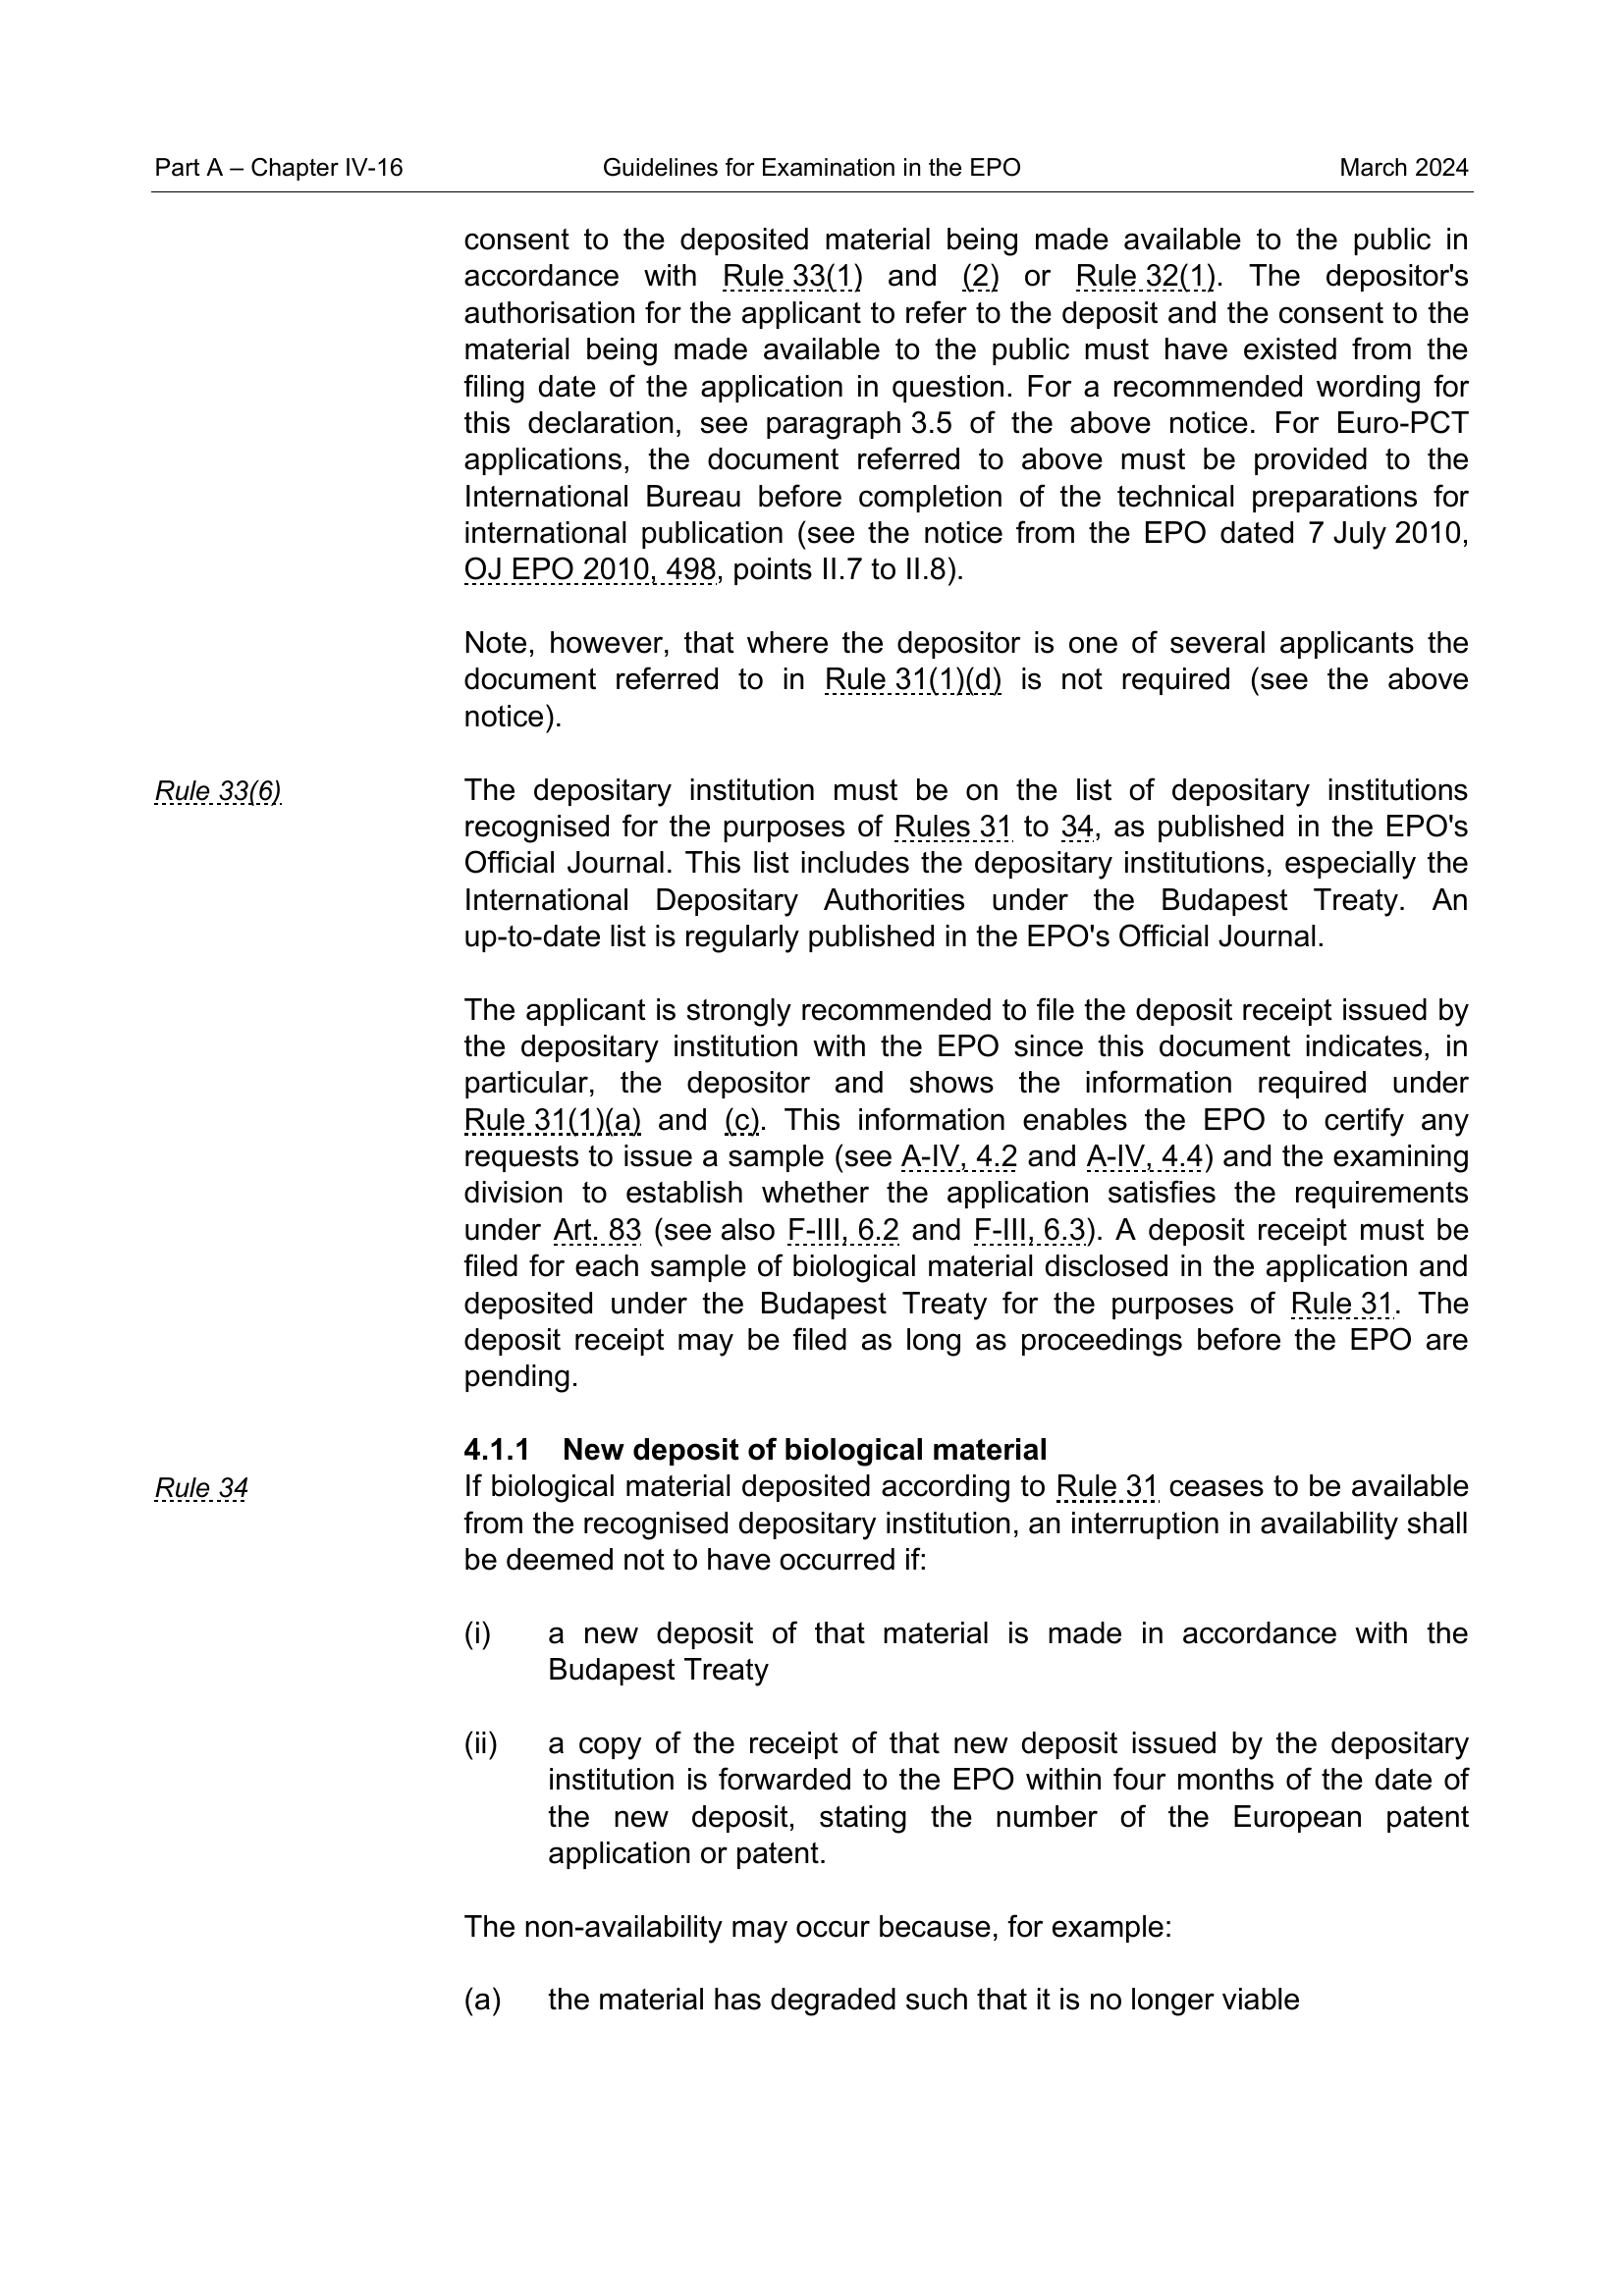 Part A – Chapter IV-16 Guidelines for Examination in the EPO March 2024
consent to the deposited material being made available to the public in
accordance with Rule 33(1) and (2) or Rule 32(1). The depositor's
authorisation for the applicant to refer to the deposit and the consent to the
material being made available to the public must have existed from the
filing date of the application in question. For a recommended wording for
this declaration, see paragraph 3.5 of the above notice. For Euro-PCT
applications, the document referred to above must be provided to the
International Bureau before completion of the technical preparations for
international publication (see the notice from the EPO dated 7 July 2010,
OJ EPO 2010, 498, points II.7 to II.8).
Note, however, that where the depositor is one of several applicants the
document referred to in Rule 31(1)(d) is not required (see the above
notice).
Rule 33(6) The depositary institution must be on the list of depositary institutions
recognised for the purposes of Rules 31 to 34, as published in the EPO's
Official Journal. This list includes the depositary institutions, especially the
International Depositary Authorities under the Budapest Treaty. An
up-to-date list is regularly published in the EPO's Official Journal.
The applicant is strongly recommended to file the deposit receipt issued by
the depositary institution with the EPO since this document indicates, in
particular, the depositor and shows the information required under
Rule 31(1)(a) and (c). This information enables the EPO to certify any
requests to issue a sample (see A-IV, 4.2 and A-IV, 4.4) and the examining
division to establish whether the application satisfies the requirements
under Art. 83 (see also F-III, 6.2 and F-III, 6.3). A deposit receipt must be
filed for each sample of biological material disclosed in the application and
deposited under the Budapest Treaty for the purposes of Rule 31. The
deposit receipt may be filed as long as proceedings before the EPO are
pending.
4.1.1 New deposit of biological material
Rule 34 If biological material deposited according to Rule 31 ceases to be available
from the recognised depositary institution, an interruption in availability shall
be deemed not to have occurred if:
(i) a new deposit of that material is made in accordance with the
Budapest Treaty
(ii) a copy of the receipt of that new deposit issued by the depositary
institution is forwarded to the EPO within four months of the date of
the new deposit, stating the number of the European patent
application or patent.
The non-availability may occur because, for example:
(a) the material has degraded such that it is no longer viable